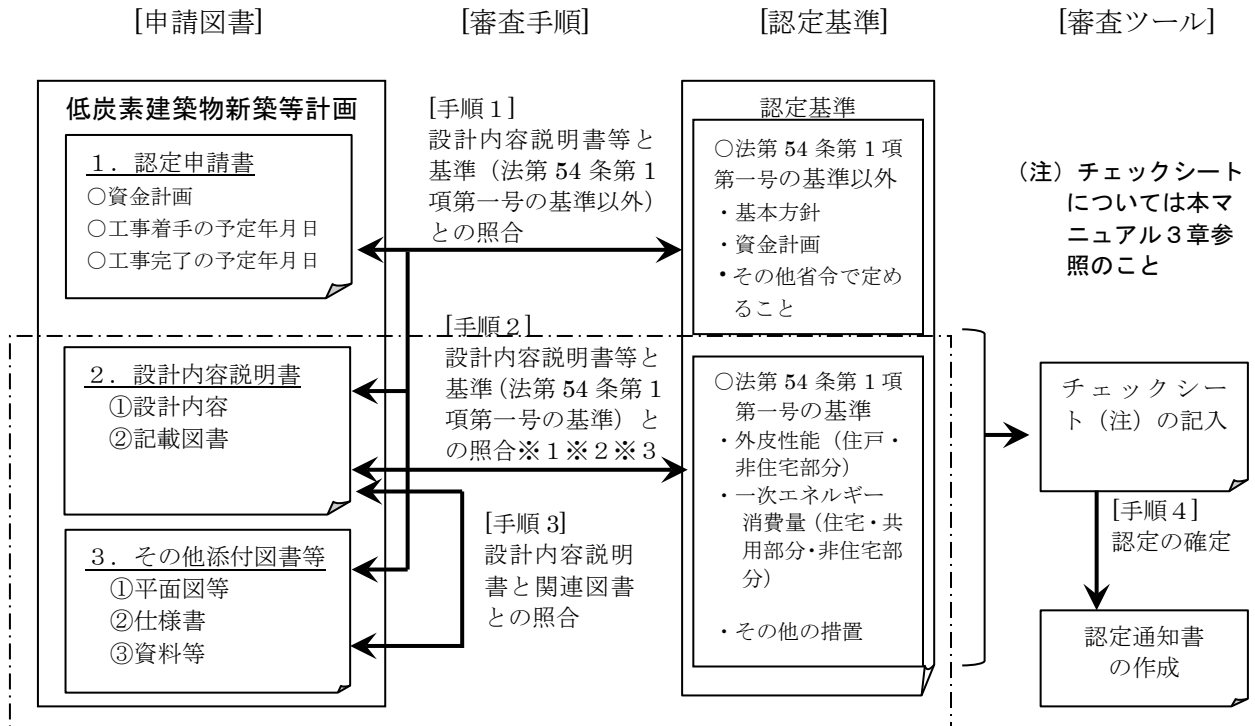 [申請図書]
[審査手順]
[認定基準]
[審査ツール]
低炭素建築物新築等計画
１．認定申請書
○資金計画
○工事着手の予定年月日
○工事完了の予定年月日
２．設計内容説明書
①設計内容
②記載図書
３．その他添付図書等
①平面図等
②仕様書
③資料等
[手順１]
設計内容説明書等と
基準（法第 54 条第１
項第一号の基準以外）
との照合
[手順２]
設計内容説明書等と
基準（法第 54 条第１
項第一号の基準）と
の照合※１※２※３
[手順３]
設計内容説明
書と関連図書
との照合
認定基準
○法第 54 条第１項
第一号の基準以外
・基本方針
・資金計画
・その他省令で定め
ること
○法第 54 条第１項
第一号の基準
・外皮性能（住戸・
非住宅部分）
・一次エネルギー
消費量（住宅・共
用部分・非住宅部
分）
・その他の措置
（注）チェックシート
については本マ
ニュアル３章参
照のこと
チェックシー
ト（注）の記入
[手順４]
認定の確定
認定通知書
の作成